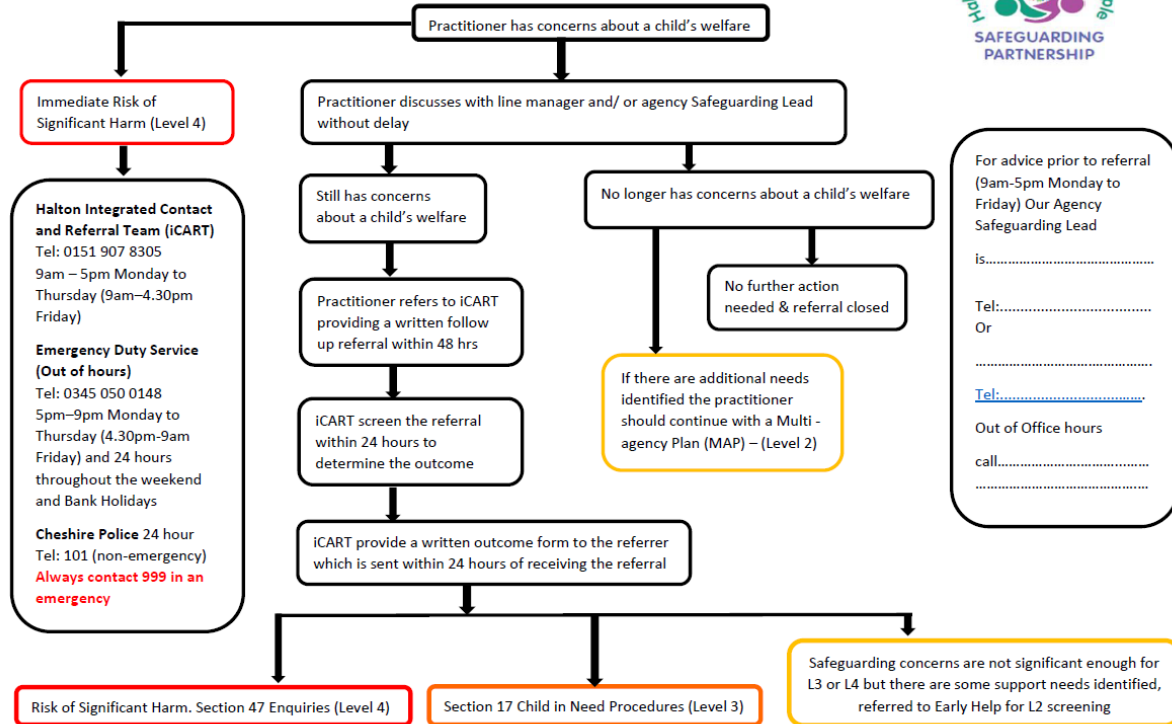 Practitioner has concerns about a child's welfare
SAFEGUARDING
PARTNERSHIP
Immediate Risk of
Significant Harm (Level 4)
Practitioner discusses with line manager and/ or agency Safeguarding Lead
without delay
Halton Integrated Contact
and Referral Team (iCART)
Tel: 0151 907 8305
9am – 5pm Monday to
Thursday (9am–4.30pm
Friday)
Emergency Duty Service
(Out of hours)
Tel: 0345 050 0148
5pm–9pm Monday to
Thursday (4.30pm-9am
Friday) and 24 hours
throughout the weekend
and Bank Holidays
Cheshire Police 24 hour
Tel: 101 (non-emergency)
Always contact 999 in an
emergency
Still has concerns
about a child's welfare
No longer has concerns about a child's welfare
Practitioner refers to iCART
providing a written follow
up referral within 48 hrs
No further action
needed & referral closed
If there are additional needs
identified the practitioner
should continue with a Multi -
agency Plan (MAP) – (Level 2)
iCART screen the referral
within 24 hours to
determine the outcome
iCART provide a written outcome form to the referrer
which is sent within 24 hours of receiving the referral
For advice prior to referral
(9am-5pm Monday to
Friday) Our Agency
Safeguarding Lead
is……………………………………
Tel:..................................
Or
…………………………………….
Tel:……………………………….
Out of Office hours
call……………………………………
…………………………………….
Risk of Significant Harm. Section 47 Enquiries (Level 4)
Section 17 Child in Need Procedures (Level 3)
Safeguarding concerns are not significant enough for
L3 or L4 but there are some support needs identified,
referred to Early Help for L2 screening